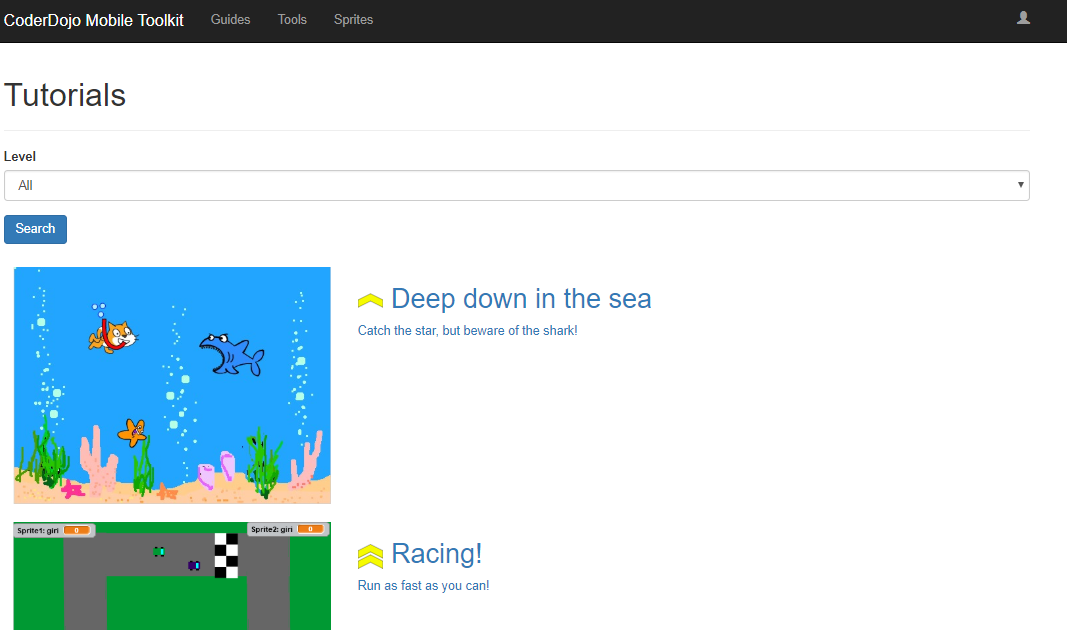 CoderDojo Mobile Toolkit Guides Tools Sprites
Tutorials
Level
All
Search
Deep down in the sea
Catch the star, but beware of the shark!
Sprite1: giri 0 Sprite2: giri 0
Racing!
Run as fast as you can!